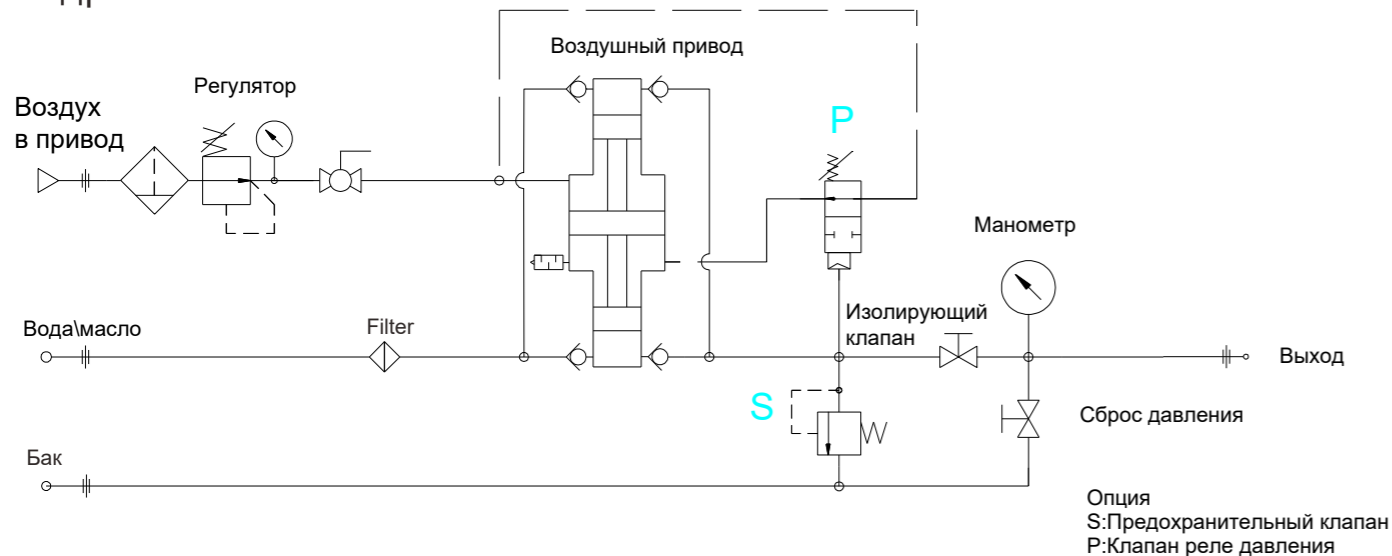 Воздушный привод
Регулятор
Воздух
в привод
P
Манометр
Изолирующий
клапан
Вода\масло
Filter
Выход
S
Сброс давления
Бак
Опция
S:Предохранительный клапан
P:Клапан реле давления